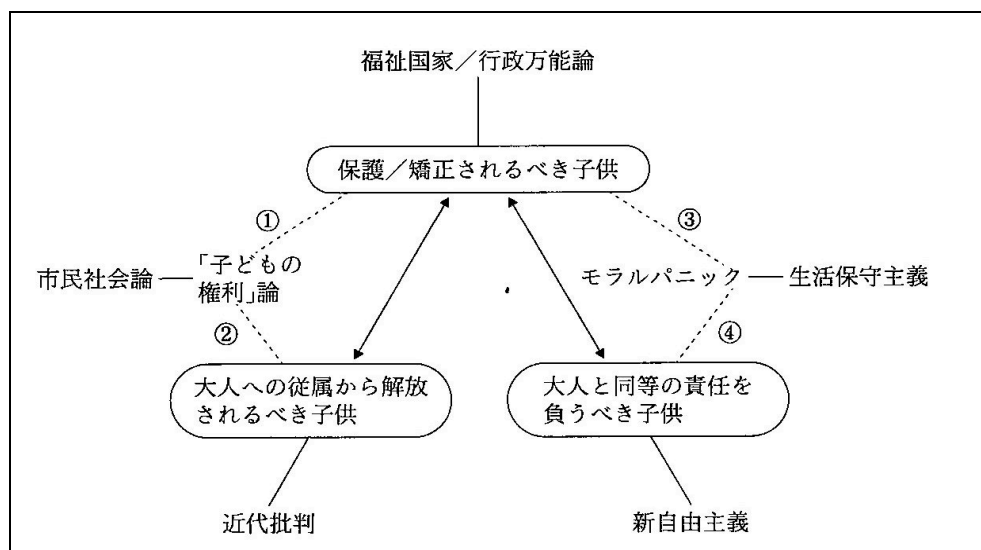 福祉国家／行政万能論
保護／矯正されるべき子供
①
③
市民社会論
「子どもの
権利」論
モラルパニック
生活保守主義
②
④
大人への従属から解放
されるべき子供
大人と同等の責任を
負うべき子供
近代批判
新自由主義